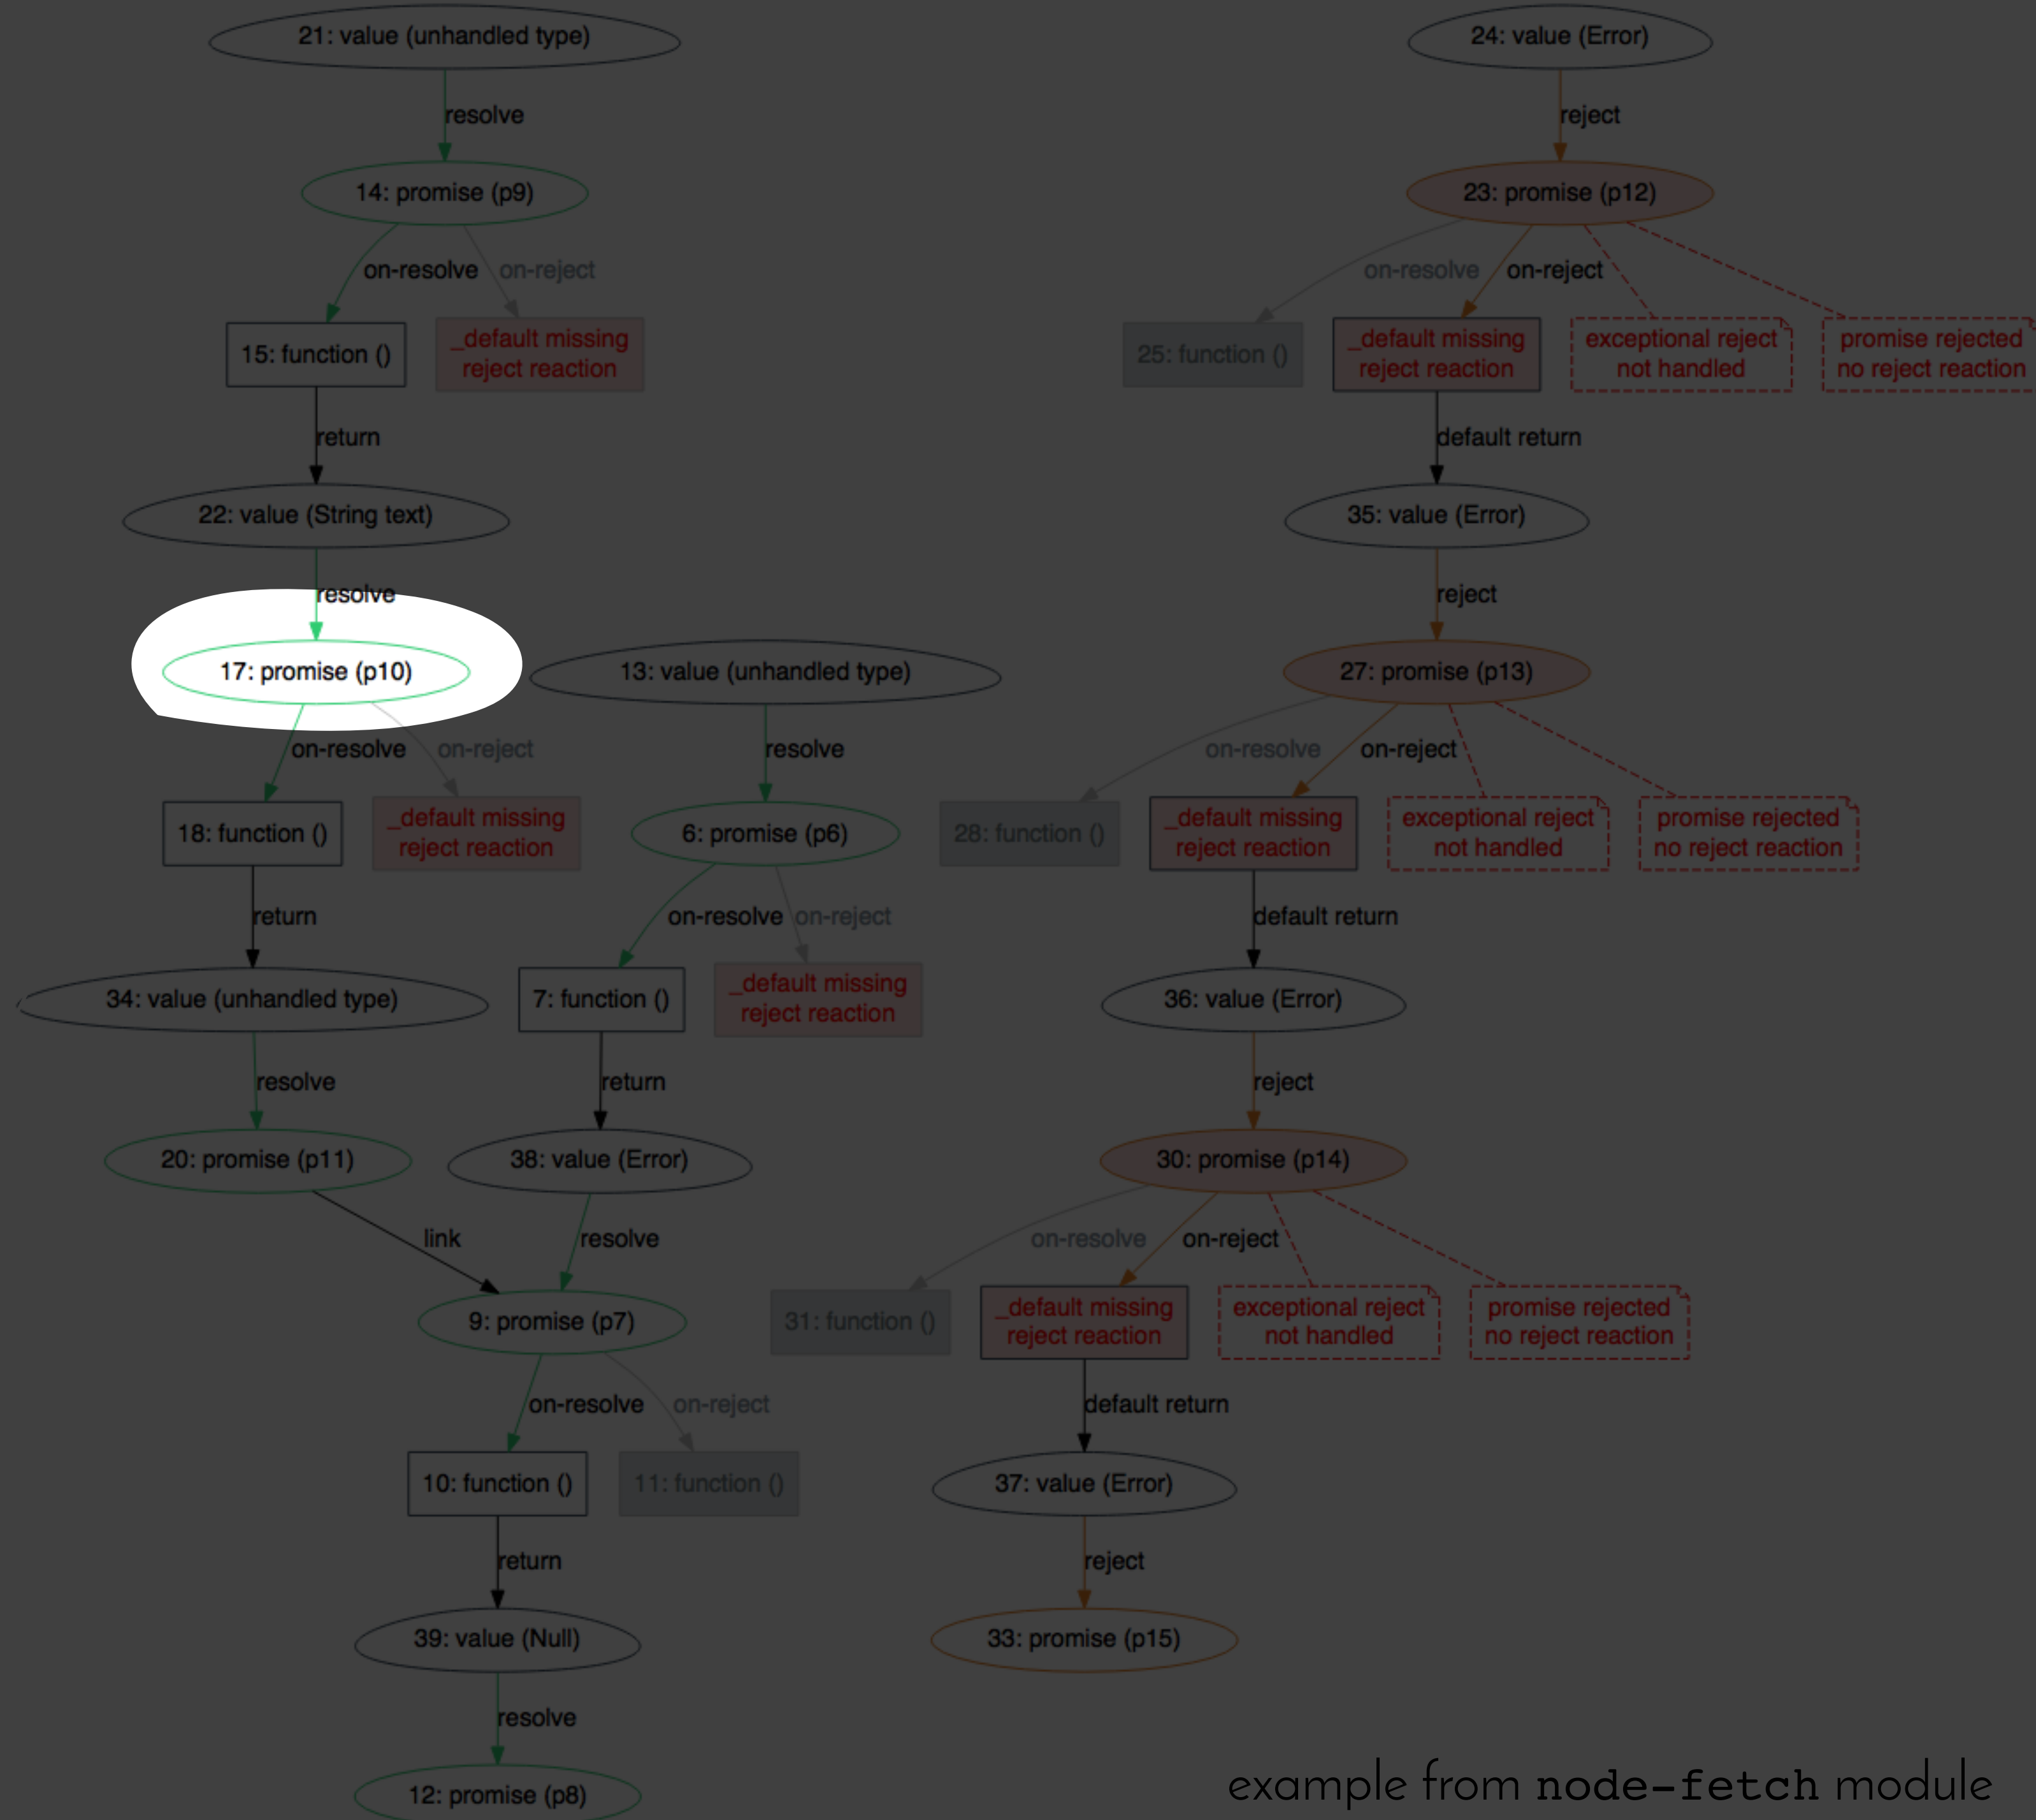 21: value (unhandled type)
24: value (Error)
resolve
reject
14: promise (p9)
23: promise (p12)
on-resolve
on-reject
on-resolve
on-reject
15: function ()
_default missing
reject reaction
25: function ()
_default missing
reject reaction
exceptional reject
not handled
promise rejected
no reject reaction
return
default return
22: value (String text)
35: value (Error)
resolve
reject
17: promise (p10)
13: value (unhandled type)
27: promise (p13)
on-resolve
on-reject
resolve
on-resolve
on-reject
18: function ()
_default missing
reject reaction
6: promise (p6)
28: function ()
_default missing
reject reaction
exceptional reject
not handled
promise rejected
no reject reaction
return
on-resolve
on-reject
default return
34: value (unhandled type)
7: function ()
_default missing
reject reaction
36: value (Error)
resolve
return
reject
20: promise (p11)
38: value (Error)
30: promise (p14)
link
resolve
on-resolve
on-reject
9: promise (p7)
31: function ()
_default missing
reject reaction
exceptional reject
not handled
promise rejected
no reject reaction
on-resolve
on-reject
default return
10: function ()
11: function ()
37: value (Error)
return
reject
39: value (Null)
33: promise (p15)
resolve
12: promise (p8)
example from node-fetch module